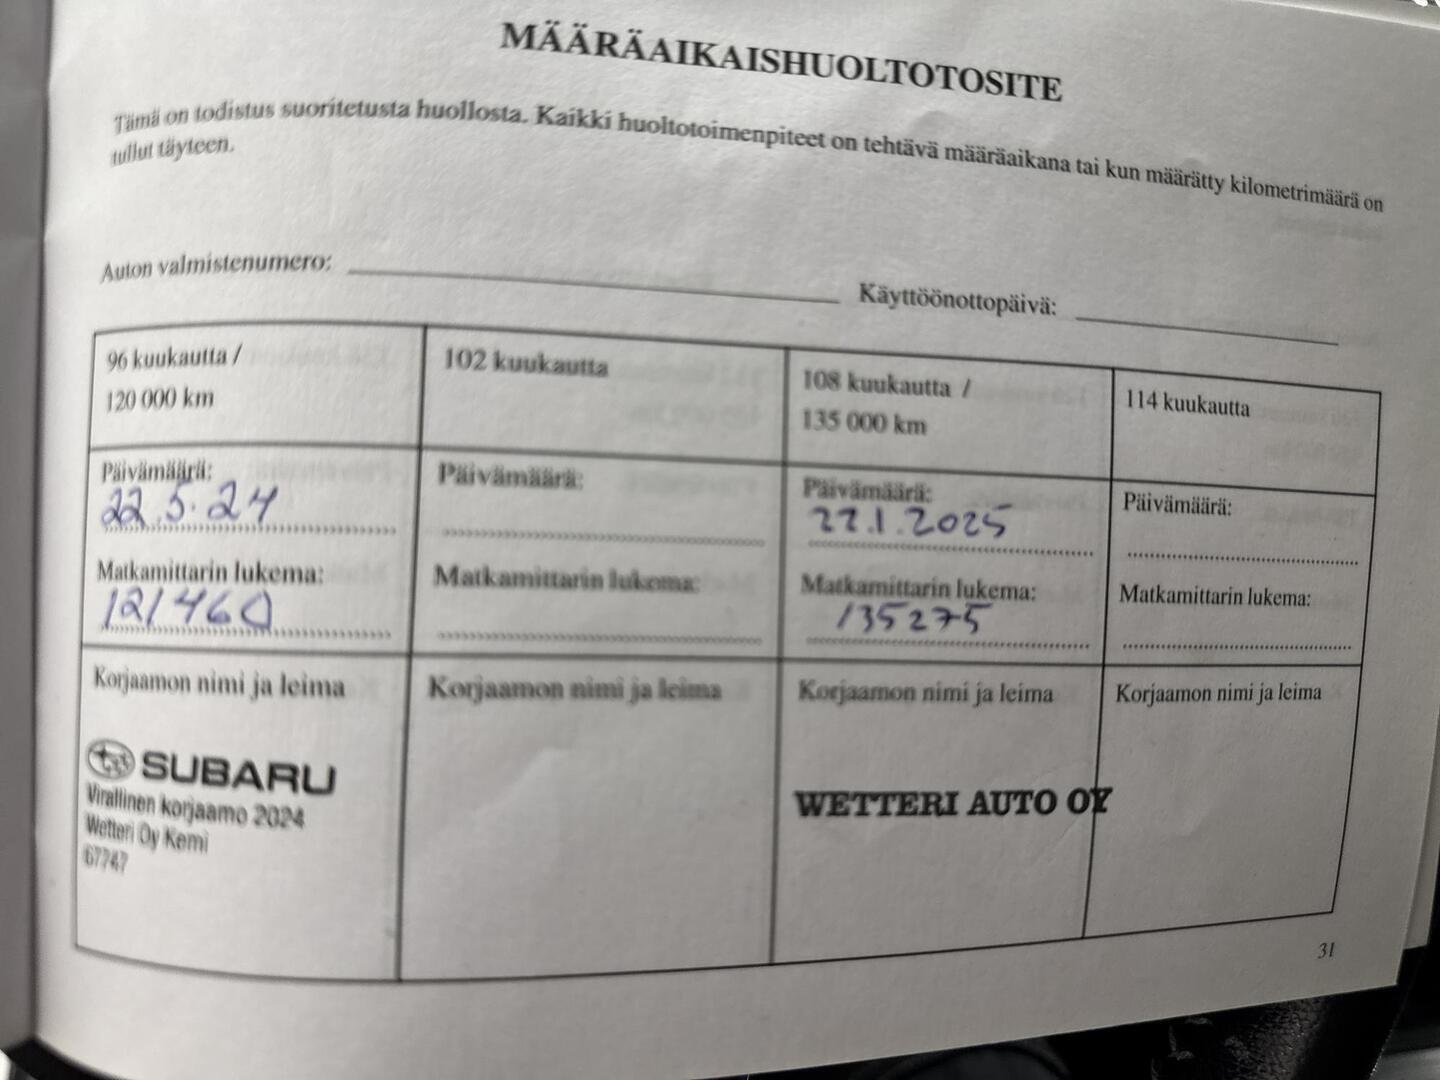 MÄÄRÄAIKAISHUOLTOTOSITE
Tämä on todistus suoritetusta huollosta. Kaikki huoltotoimenpiteet on tehtävä määräaikana tai kun määrätty kilometrimäärä on
tullut täyteen.
Auton valmistenumero:
Käyttöönottopäivä:
96 kuukautta /
120 000 km
Päivämäärä:
22.5.24
Matkamittarin lukema:
121460
Korjaamon nimi ja leima
SUBARU
Virallinen korjaamo 2024
Wetteri Oy Kemi
67747
102 kuukautta
Päivämäärä:
Matkamittarin lukema:
Korjaamon nimi ja leima
108 kuukautta /
135 000 km
Päivämäärä:
22.1.2025
Matkamittarin lukema:
135275
Korjaamon nimi ja leima
WETTERI AUTO OY
114 kuukautta
Päivämäärä:
Matkamittarin lukema:
Korjaamon nimi ja leima
31